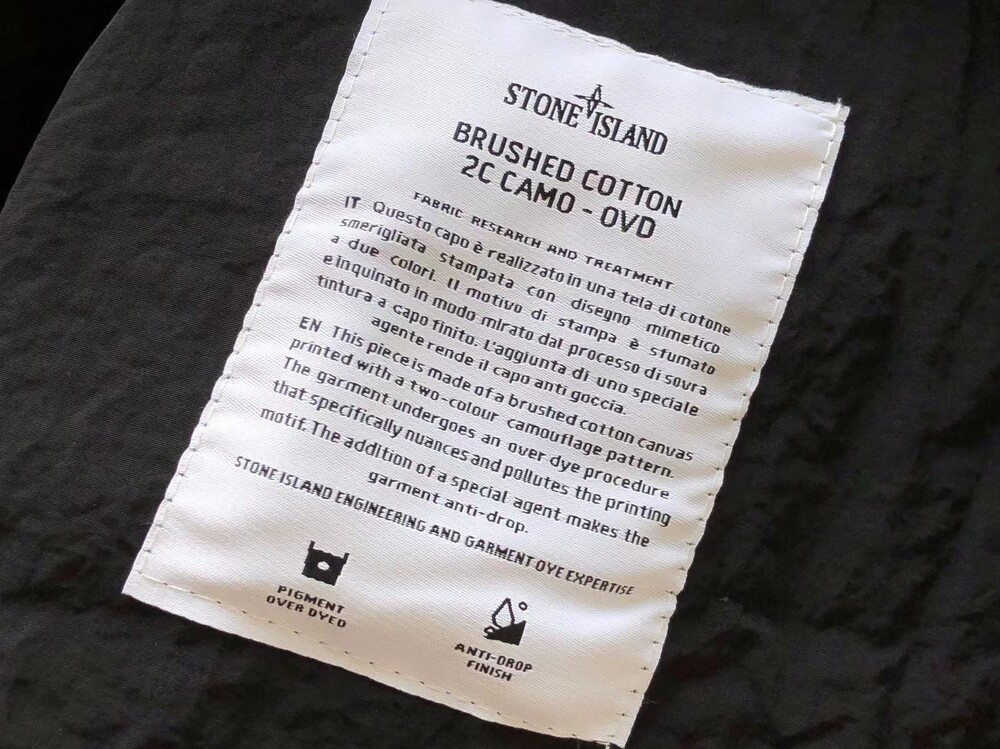 STONE ISLAND
BRUSHED COTTON
2C CAMO - OVD
FABRIC RESEARCH AND TREATMENT
IT Questo capo è realizzato in una tela di cotone
smerigliata stampata con disegno mimetico
a due colori. Il motivo di stampa è sfumato
e inquinato in modo mirato dal processo di sovra
tintura a capo finito. L'aggiunta di uno speciale
agente rende il capo anti goccia.
EN This piece is made of a brushed cotton canvas
printed with a two-colour camouflage pattern.
The garment undergoes an over dye procedure
that specifically nuances and pollutes the printing
motif. The addition of a special agent makes the
garment anti-drop.
STONE ISLAND ENGINEERING AND GARMENT DYE EXPERTISE
PIGMENT
OVER DYED
ANTI-DROP
FINISH